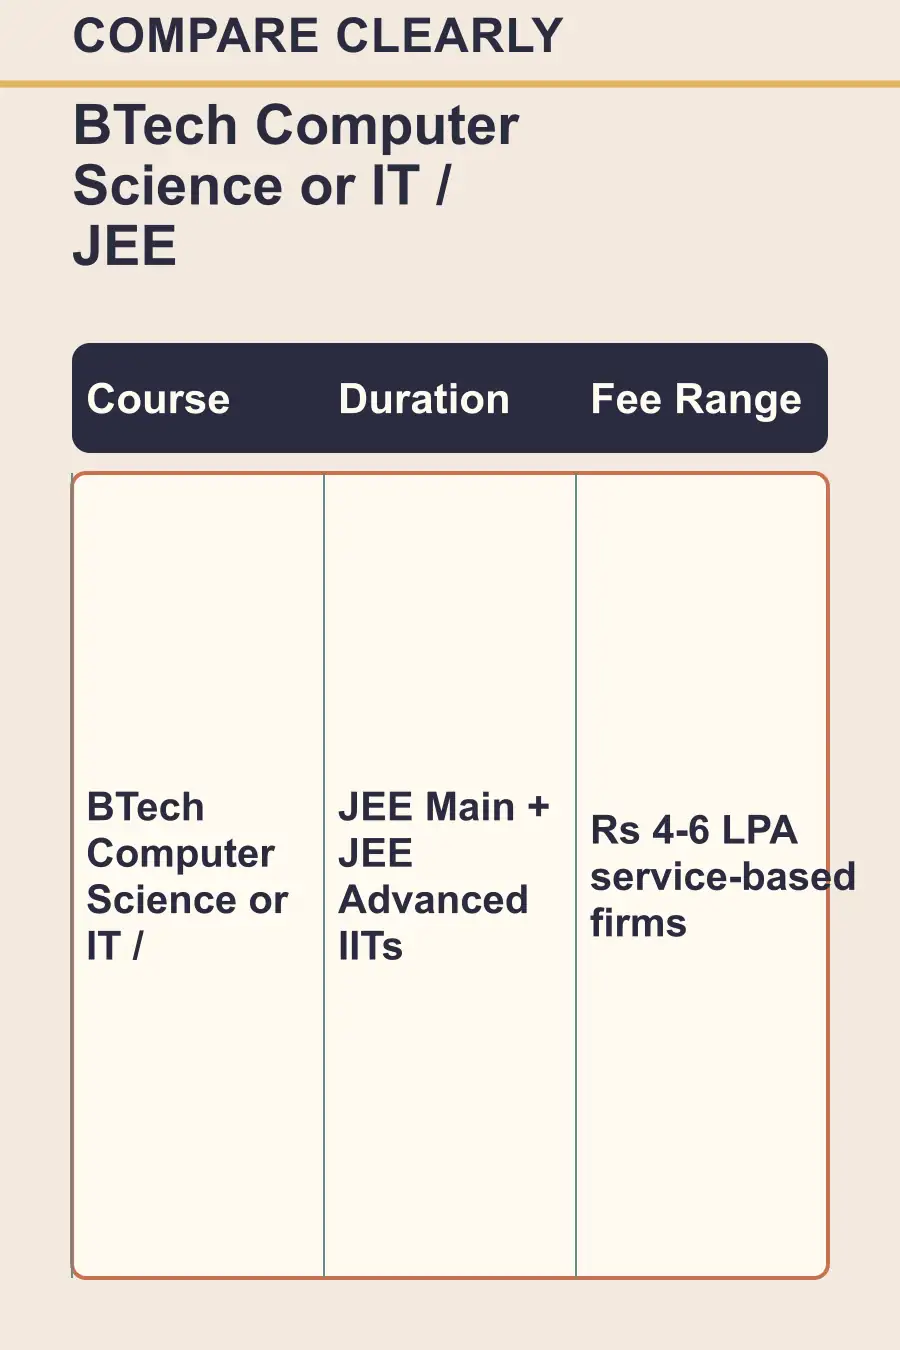 COMPARE CLEARLY
BTech Computer
Science or IT /
JEE
Course Duration Fee Range
BTech
Computer
Science or
IT /
JEE Main +
JEE
Advanced
IITs
Rs 4-6 LPA
service-based
firms